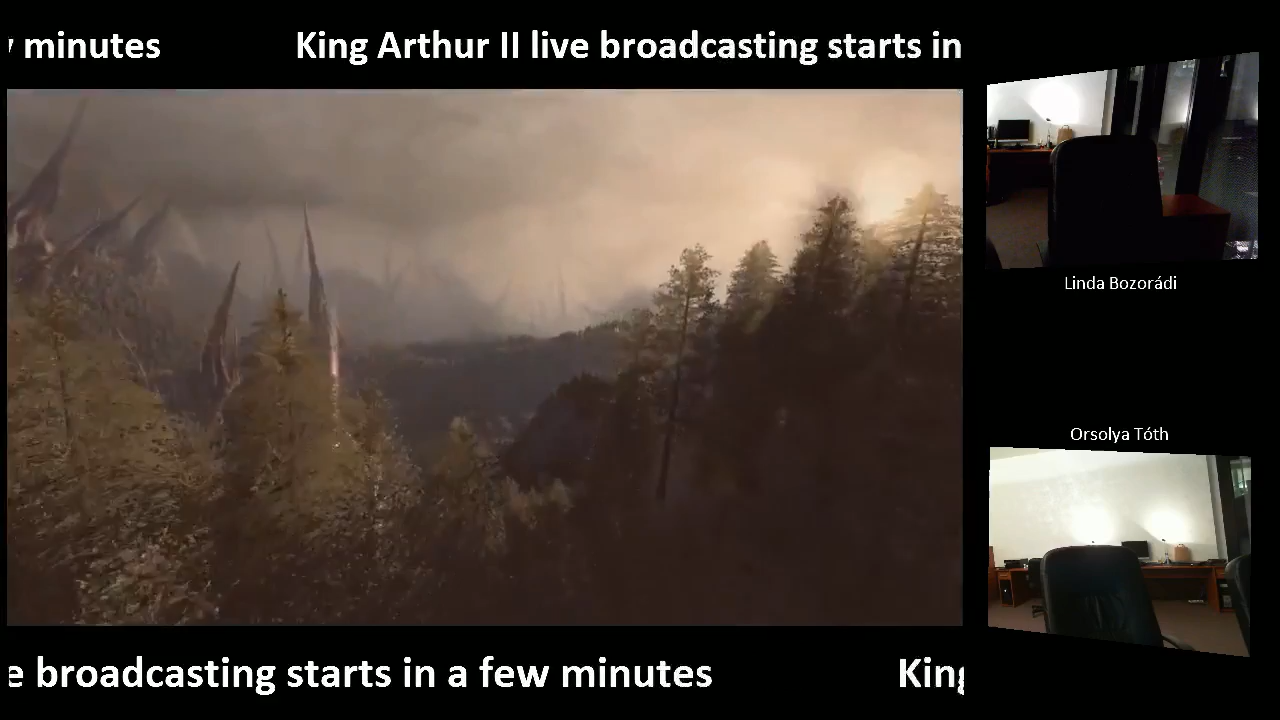 minutes King Arthur II live broadcasting starts in
Linda Bozorádi
Orsolya Tóth
e broadcasting starts in a few minutes King